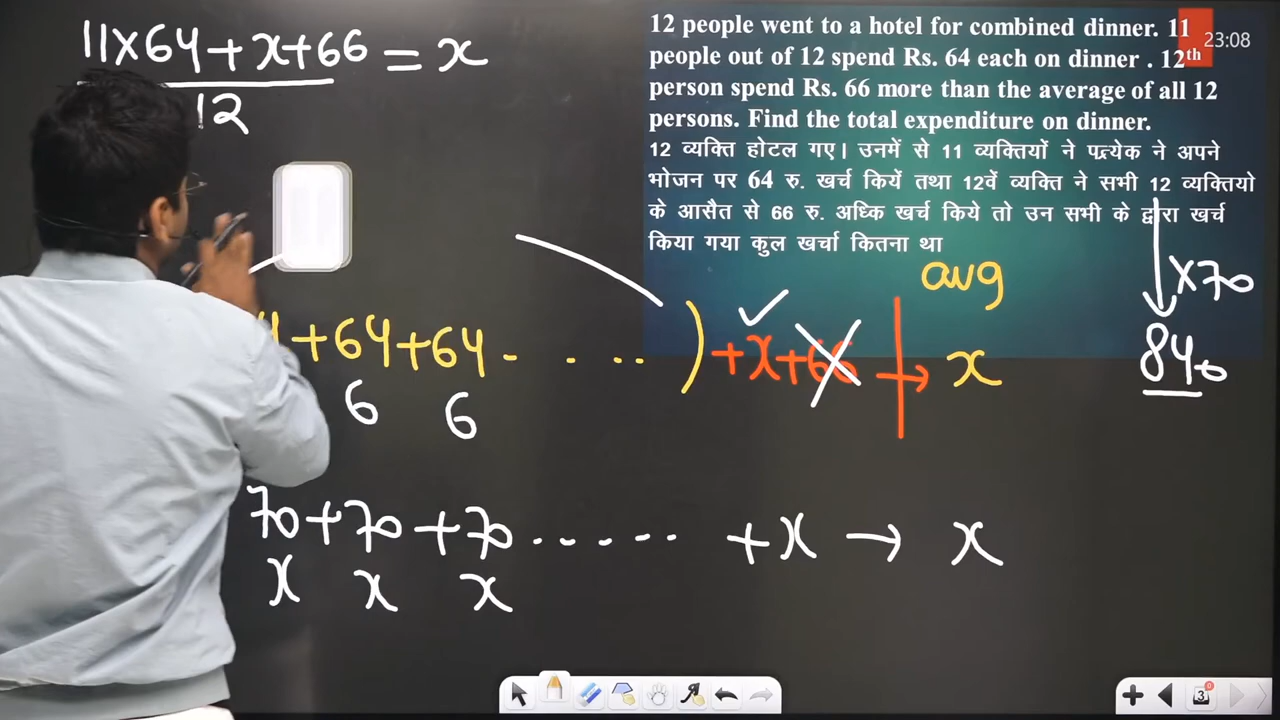 11x64+x+66 = x
12
12 people went to a hotel for combined dinner. 11
people out of 12 spend Rs. 64 each on dinner . 12th
person spend Rs. 66 more than the average of all 12
persons. Find the total expenditure on dinner.
12 व्यक्ति होटल गए। उनमें से 11 व्यक्तियों ने प्रत्येक ने अपने
भोजन पर 64 रु. खर्च कियें तथा 12वें व्यक्ति ने सभी 12 व्यक्तियो
के आसैत से 66 रु. अधिक खर्च किये तो उन सभी के द्वारा खर्च
किया गया कुल खर्चा कितना था
23:08
avg
x70
840
+64+64- . . . . ) +x+66 → x
6 6
70+70+70 ...... +x → x
x x x
3
0